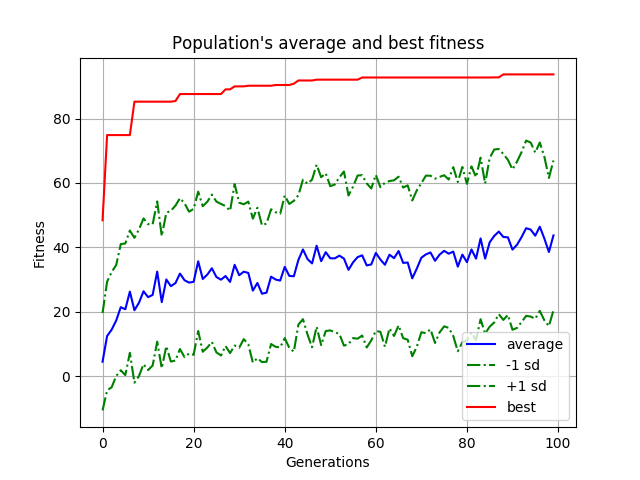 Population's average and best fitness
Fitness
80
60
40
20
0
average
-1 sd
+1 sd
best
0 20 40 60 80 100
Generations